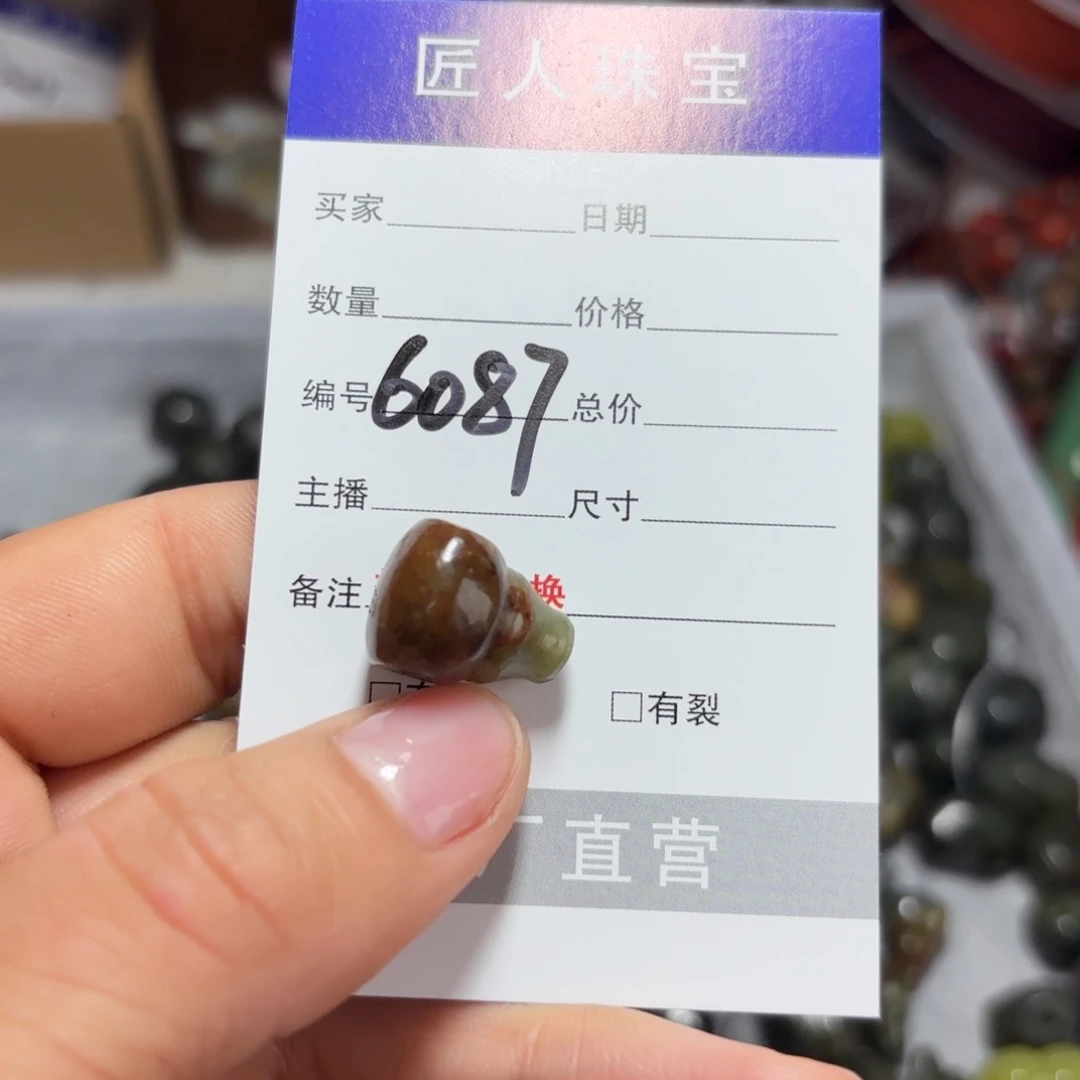 匠人珠宝
买家 日期
数量 价格
编号 6087 总价
主播 尺寸
备注 换
□ □有裂
直营